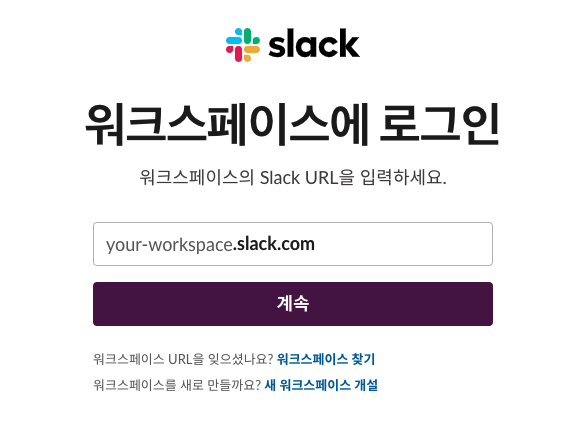 slack
워크스페이스에 로그인
워크스페이스의 Slack URL을 입력하세요.
your-workspace.slack.com
계속
워크스페이스 URL을 잊으셨나요? 워크스페이스 찾기
워크스페이스를 새로 만들까요? 새 워크스페이스 개설